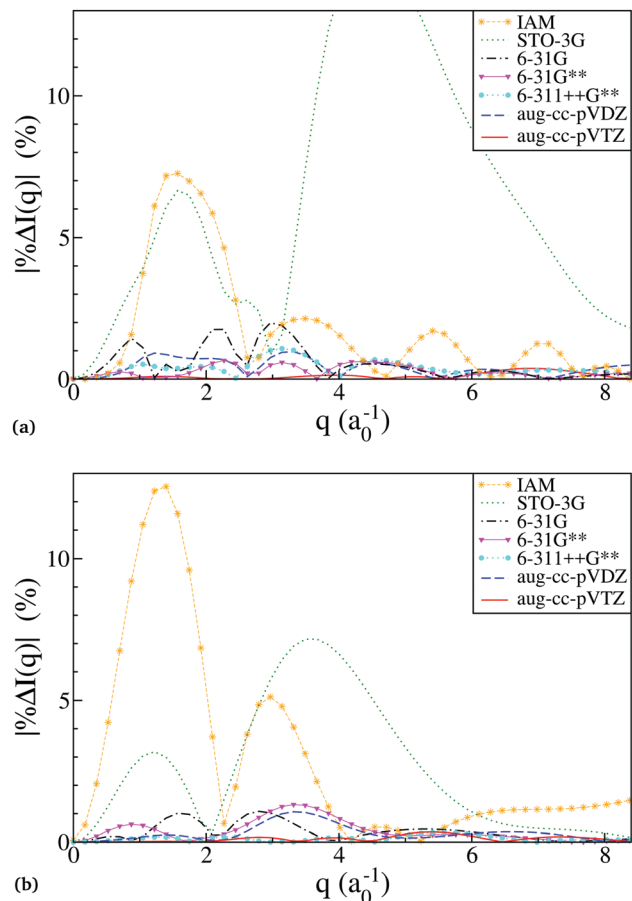 IAM
STO-3G
6-31G
6-31G**
6-311++G**
aug-cc-pVDZ
aug-cc-pVTZ
|%ΔI(q)| (%)
10
5
0
0 2 4 6 8
q (a₀⁻¹)
(a)
IAM
STO-3G
6-31G
6-31G**
6-311++G**
aug-cc-pVDZ
aug-cc-pVTZ
|%ΔI(q)| (%)
10
5
0
0 2 4 6 8
q (a₀⁻¹)
(b)